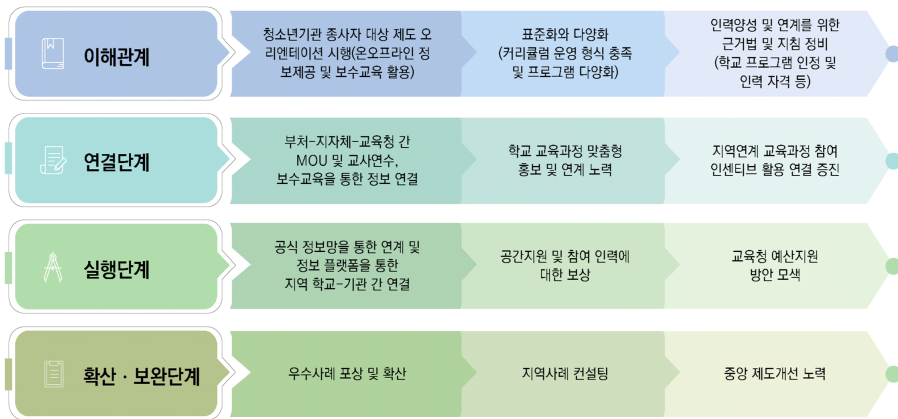 이해관계
청소년기관 종사자 대상 제도 오
리엔테이션 시행(온오프라인 정
보제공 및 보수교육 활용)
표준화와 다양화
(커리큘럼 운영 형식 충족
및 프로그램 다양화)
인력양성 및 연계를 위한
근거법 및 지침 정비
(학교 프로그램 인정 및
인력 자격 등)
연결단계
부처-지자체-교육청 간
MOU 및 교사연수,
보수교육을 통한 정보 연결
학교 교육과정 맞춤형
홍보 및 연계 노력
지역연계 교육과정 참여
인센티브 활용 연결 증진
실행단계
공식 정보망을 통한 연계 및
정보 플랫폼을 통한
지역 학교-기관 간 연결
공간지원 및 참여 인력에
대한 보상
교육청 예산지원
방안 모색
확산 · 보완단계
우수사례 포상 및 확산
지역사례 컨설팅
중앙 제도개선 노력